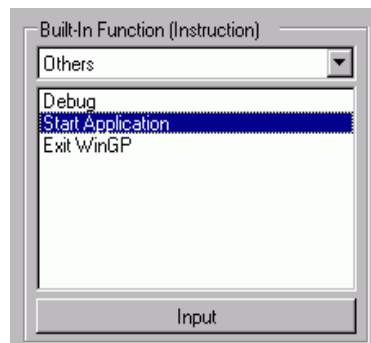 Built-In Function (Instruction)
Others
Debug
Start Application
Exit WinGP
Input